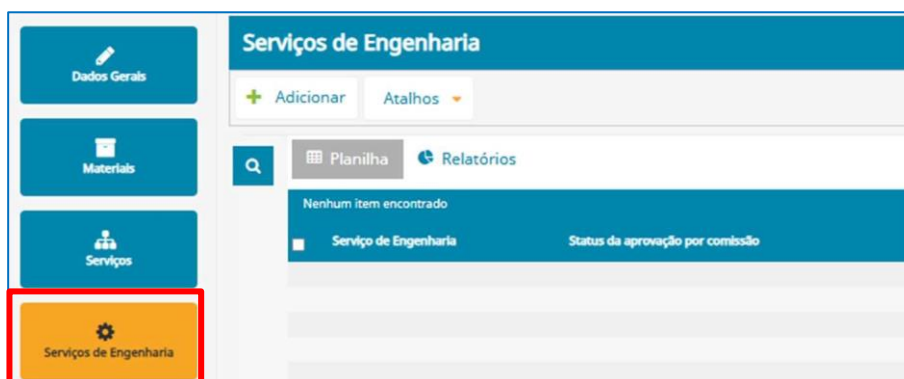 Dados Gerais
Materiais
Serviços
Serviços de Engenharia
Serviços de Engenharia
Adicionar
Atalhos
Planilha
Relatórios
Nenhum item encontrado
Serviço de Engenharia
Status da aprovação por comissão